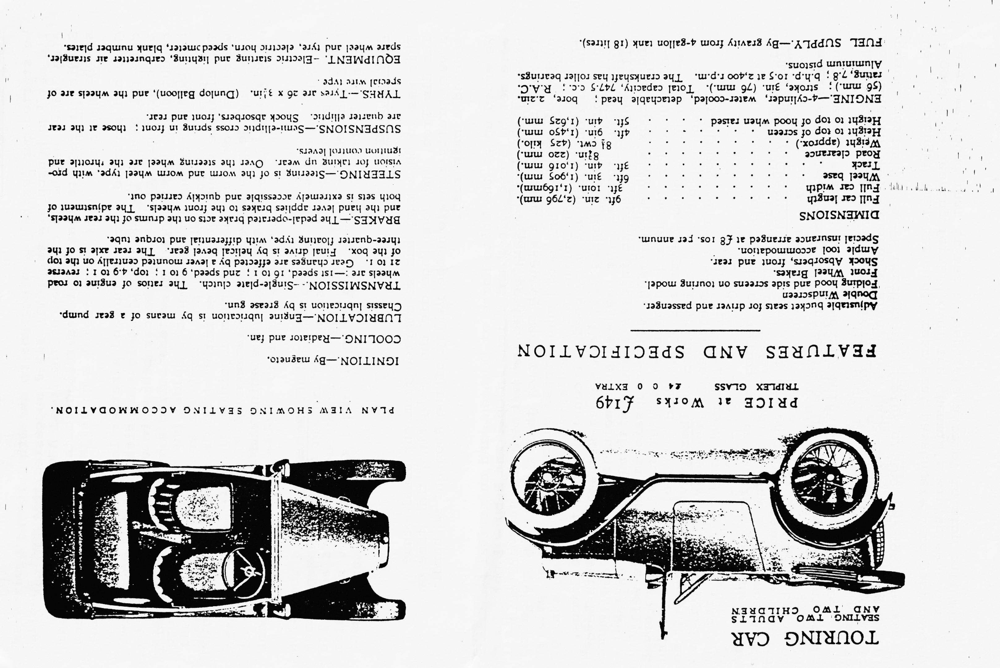 TOURING CAR
SEATING TWO ADULTS
AND TWO CHILDREN
PRICE at Works £149
TRIPLEX GLASS £4 0 0 EXTRA
FEATURES AND SPECIFICATION
Adjustable bucket seats for driver and passenger.
Double Windscreen
Folding hood and side screens on touring model.
Front Wheel Brakes.
Shock Absorbers, front and rear.
Ample tool accommodation.
Special insurance arranged at £8 10s. per annum.
DIMENSIONS
Full car length . . . . . . . . . 9ft. 2in. (2,796 mm).
Full car width . . . . . . . . . 3ft. 10in. (1,169mm).
Wheel base . . . . . . . . . . 6ft. 3in. (1,905 mm).
Track . . . . . . . . . . . 3ft. 4in. (1,016 mm.)
Road clearance . . . . . . . . . 8¾in. (220 mm.)
Weight (approx.) . . . . . . . . . cwt. (425 kilo.)
Height to top of screen . . . . . . . . 4ft. 9in. (1,450 mm.)
Height to top of hood when raised . . . . 5ft. 4in. (1,625 mm.)
ENGINE.—4-cylinder, water-cooled, detachable head ; bore, 2.2in.
(56 mm.) ; stroke, 3in. (76 mm.). Total capacity, 747.5 c.c. ; R.A.C.
rating, 7.8 ; b.h.p. 10.5 at 2,400 r.p.m. The crankshaft has roller bearings.
Aluminium pistons.
FUEL SUPPLY.—By gravity from 4-gallon tank (18 litres).
PLAN VIEW SHOWING SEATING ACCOMMODATION.
IGNITION.—By magneto.
COOLING.—Radiator and fan.
LUBRICATION.—Engine lubrication is by means of a gear pump.
Chassis lubrication is by grease gun.
TRANSMISSION.—Single-plate clutch. The ratios of engine to road
wheels are :—1st speed, 16 to 1 ; 2nd speed, 9 to 1 ; top, 4.9 to 1 ; reverse
21 to 1. Gear changes are effected by a lever mounted centrally on the top
of the box. Final drive is by helical bevel gear. The rear axle is of the
three-quarter floating type, with differential and torque tube.
BRAKES.—The pedal-operated brake acts on the drums of the rear wheels,
and the hand lever applies brakes to the front wheels. The adjustment of
both sets is extremely accessible and quickly carried out.
STEERING.—Steering is of the worm and worm wheel type, with pro-
vision for taking up wear. Over the steering wheel are the throttle and
ignition control levers.
SUSPENSIONS.—Semi-elliptic cross spring in front ; those at the rear
are quarter elliptic. Shock absorbers, front and rear.
TYRES.—Tyres are 26 x 3½in. (Dunlop Balloon), and the wheels are of
special wire type .
EQUIPMENT. —Electric starting and lighting, carburetter air strangler,
spare wheel and tyre, electric horn, speedometer, blank number plates.